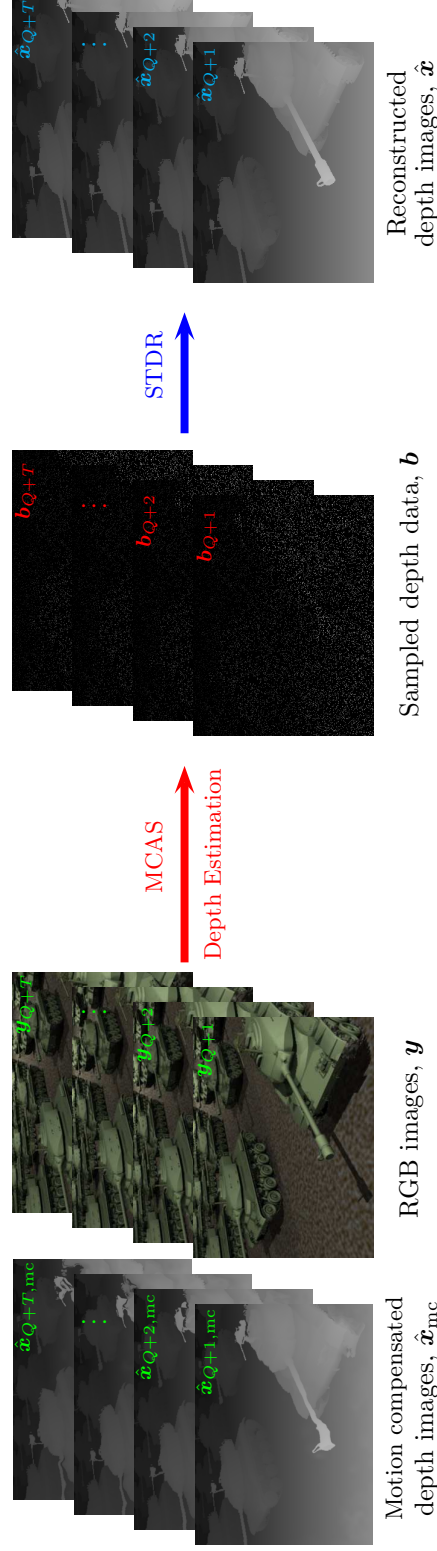 x̂_{Q+T,mc}
...
x̂_{Q+2,mc}
x̂_{Q+1,mc}
Motion compensated
depth images, x̂_{mc}
y_{Q+T}
...
y_{Q+2}
y_{Q+1}
RGB images, y
MCAS
Depth Estimation
b_{Q+T}
...
b_{Q+2}
b_{Q+1}
Sampled depth data, b
STDR
x̂_{Q+T}
...
x̂_{Q+2}
x̂_{Q+1}
Reconstructed
depth images, x̂